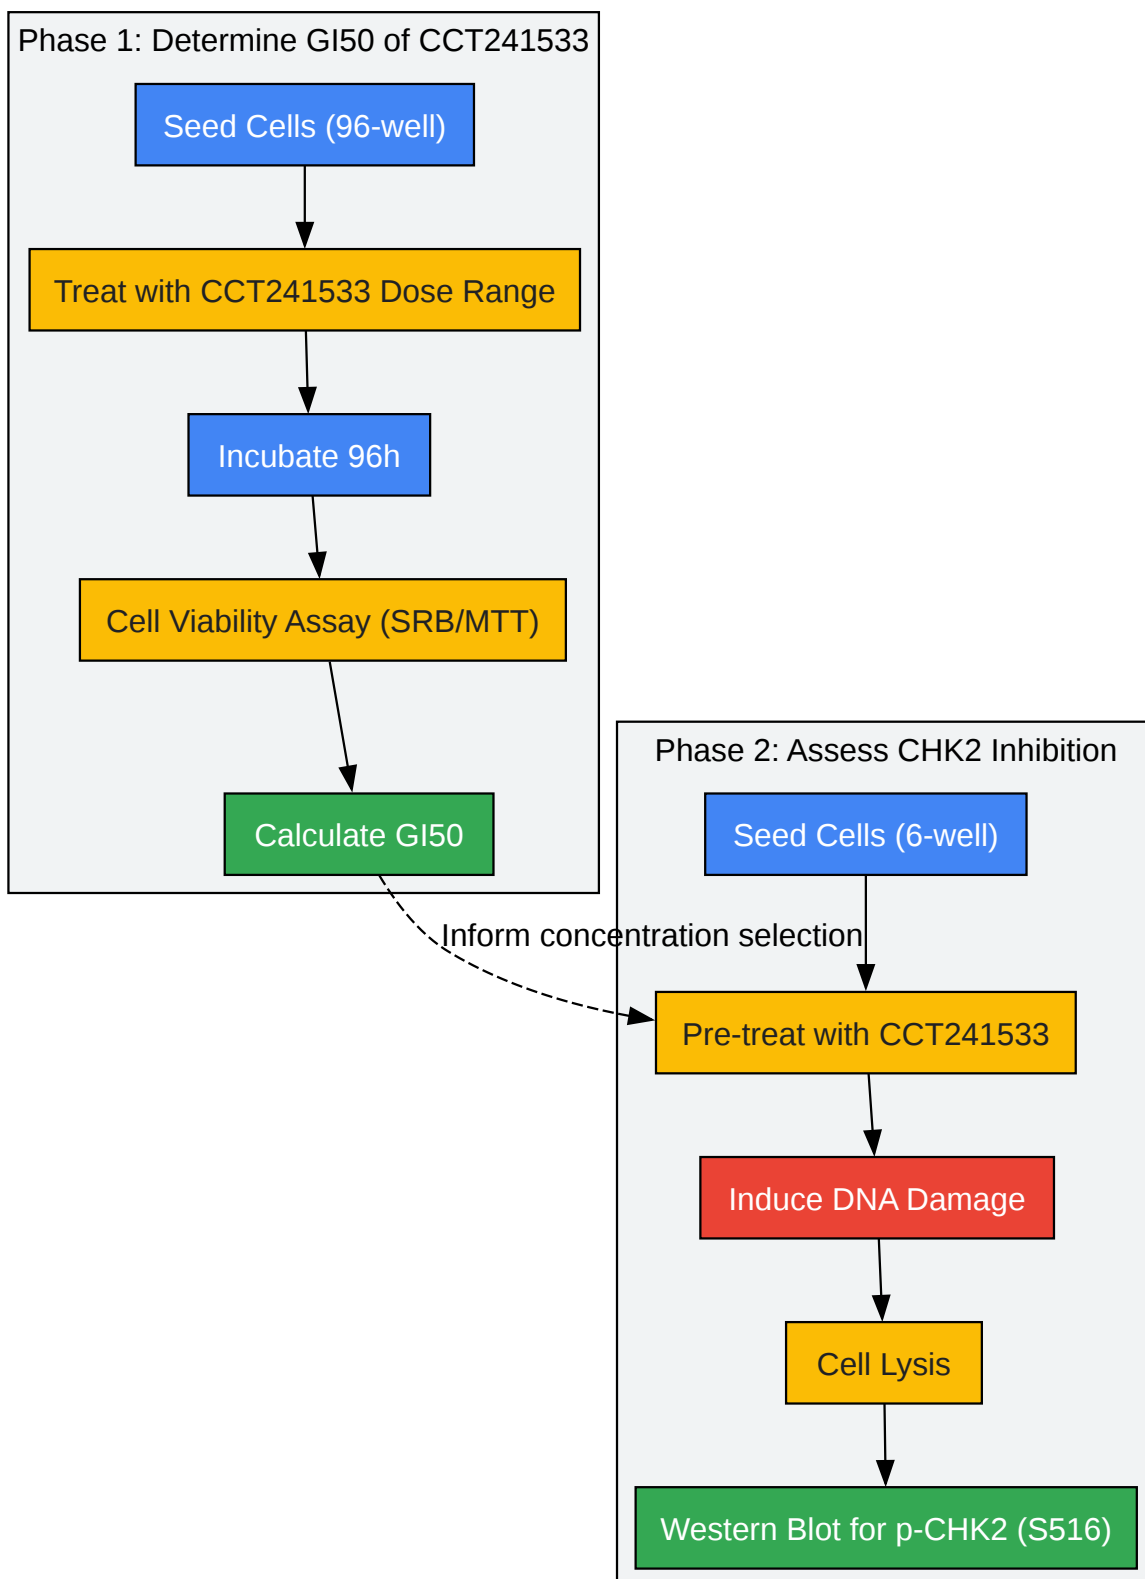 Phase 1: Determine GI50 of CCT241533
Seed Cells (96-well)
Treat with CCT241533 Dose Range
Incubate 96h
Cell Viability Assay (SRB/MTT)
Calculate GI50
Inform concentration selection
Phase 2: Assess CHK2 Inhibition
Seed Cells (6-well)
Pre-treat with CCT241533
Induce DNA Damage
Cell Lysis
Western Blot for p-CHK2 (S516)